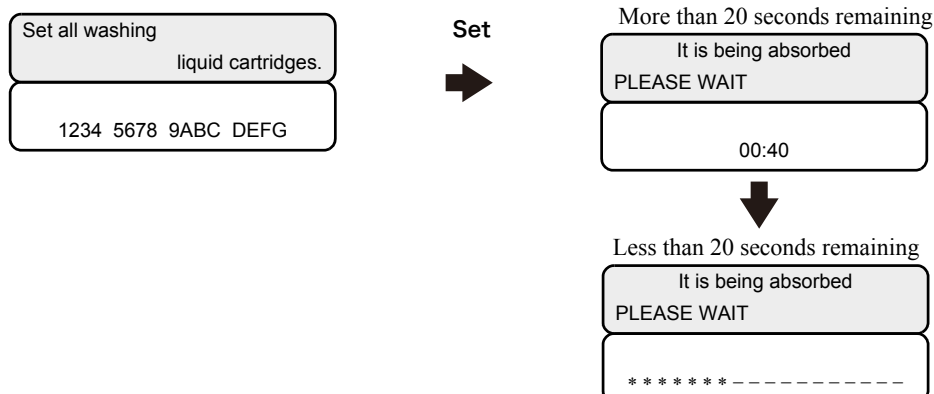 Set all washing
liquid cartridges.
1234 5678 9ABC DEFG
Set
More than 20 seconds remaining
It is being absorbed
PLEASE WAIT
00:40
Less than 20 seconds remaining
It is being absorbed
PLEASE WAIT
* * * * * * * – – – – – – – – – – –